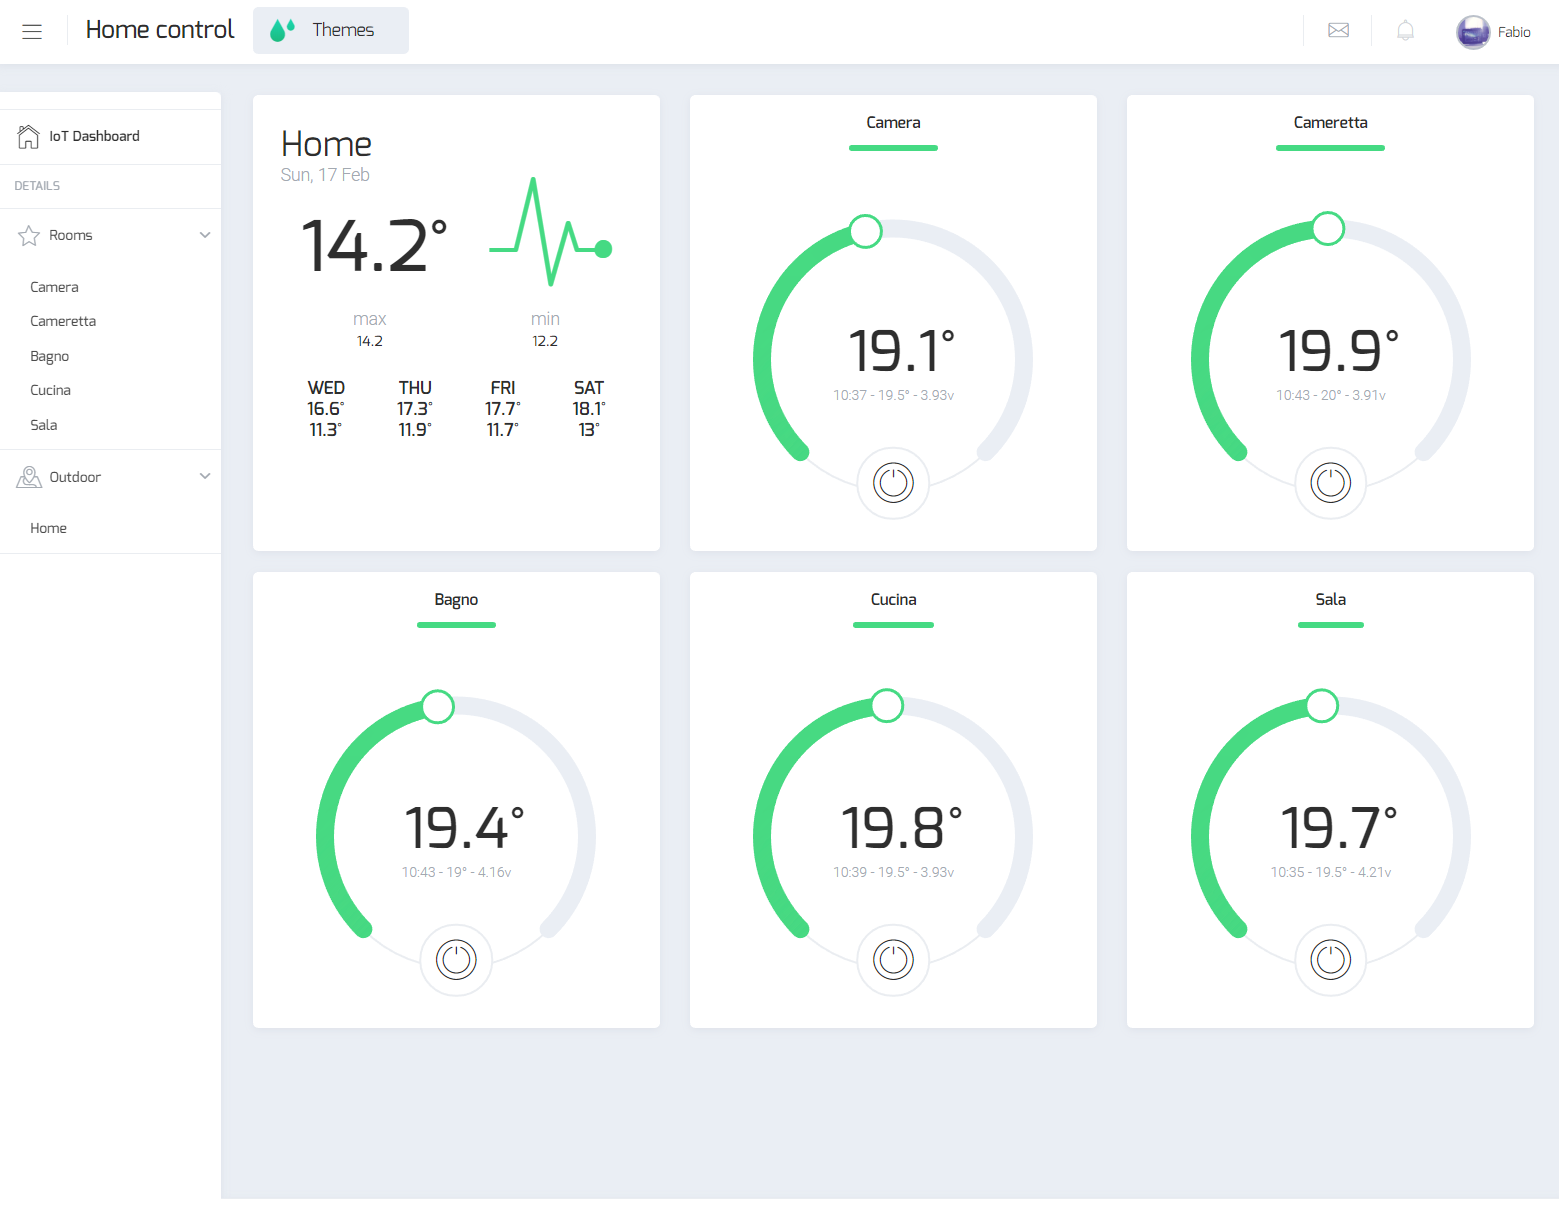 Home control
Themes
Fabio
IoT Dashboard
DETAILS
Rooms
Camera
Cameretta
Bagno
Cucina
Sala
Outdoor
Home
Home
Sun, 17 Feb
14.2°
max
14.2
min
12.2
WED THU FRI SAT
16.6° 17.3° 17.7° 18.1°
11.3° 11.9° 11.7° 13°
Camera
19.1°
10:37 - 19.5° - 3.93v
Cameretta
19.9°
10:43 - 20° - 3.91v
Bagno
19.4°
10:43 - 19° - 4.16v
Cucina
19.8°
10:39 - 19.5° - 3.93v
Sala
19.7°
10:35 - 19.5° - 4.21v